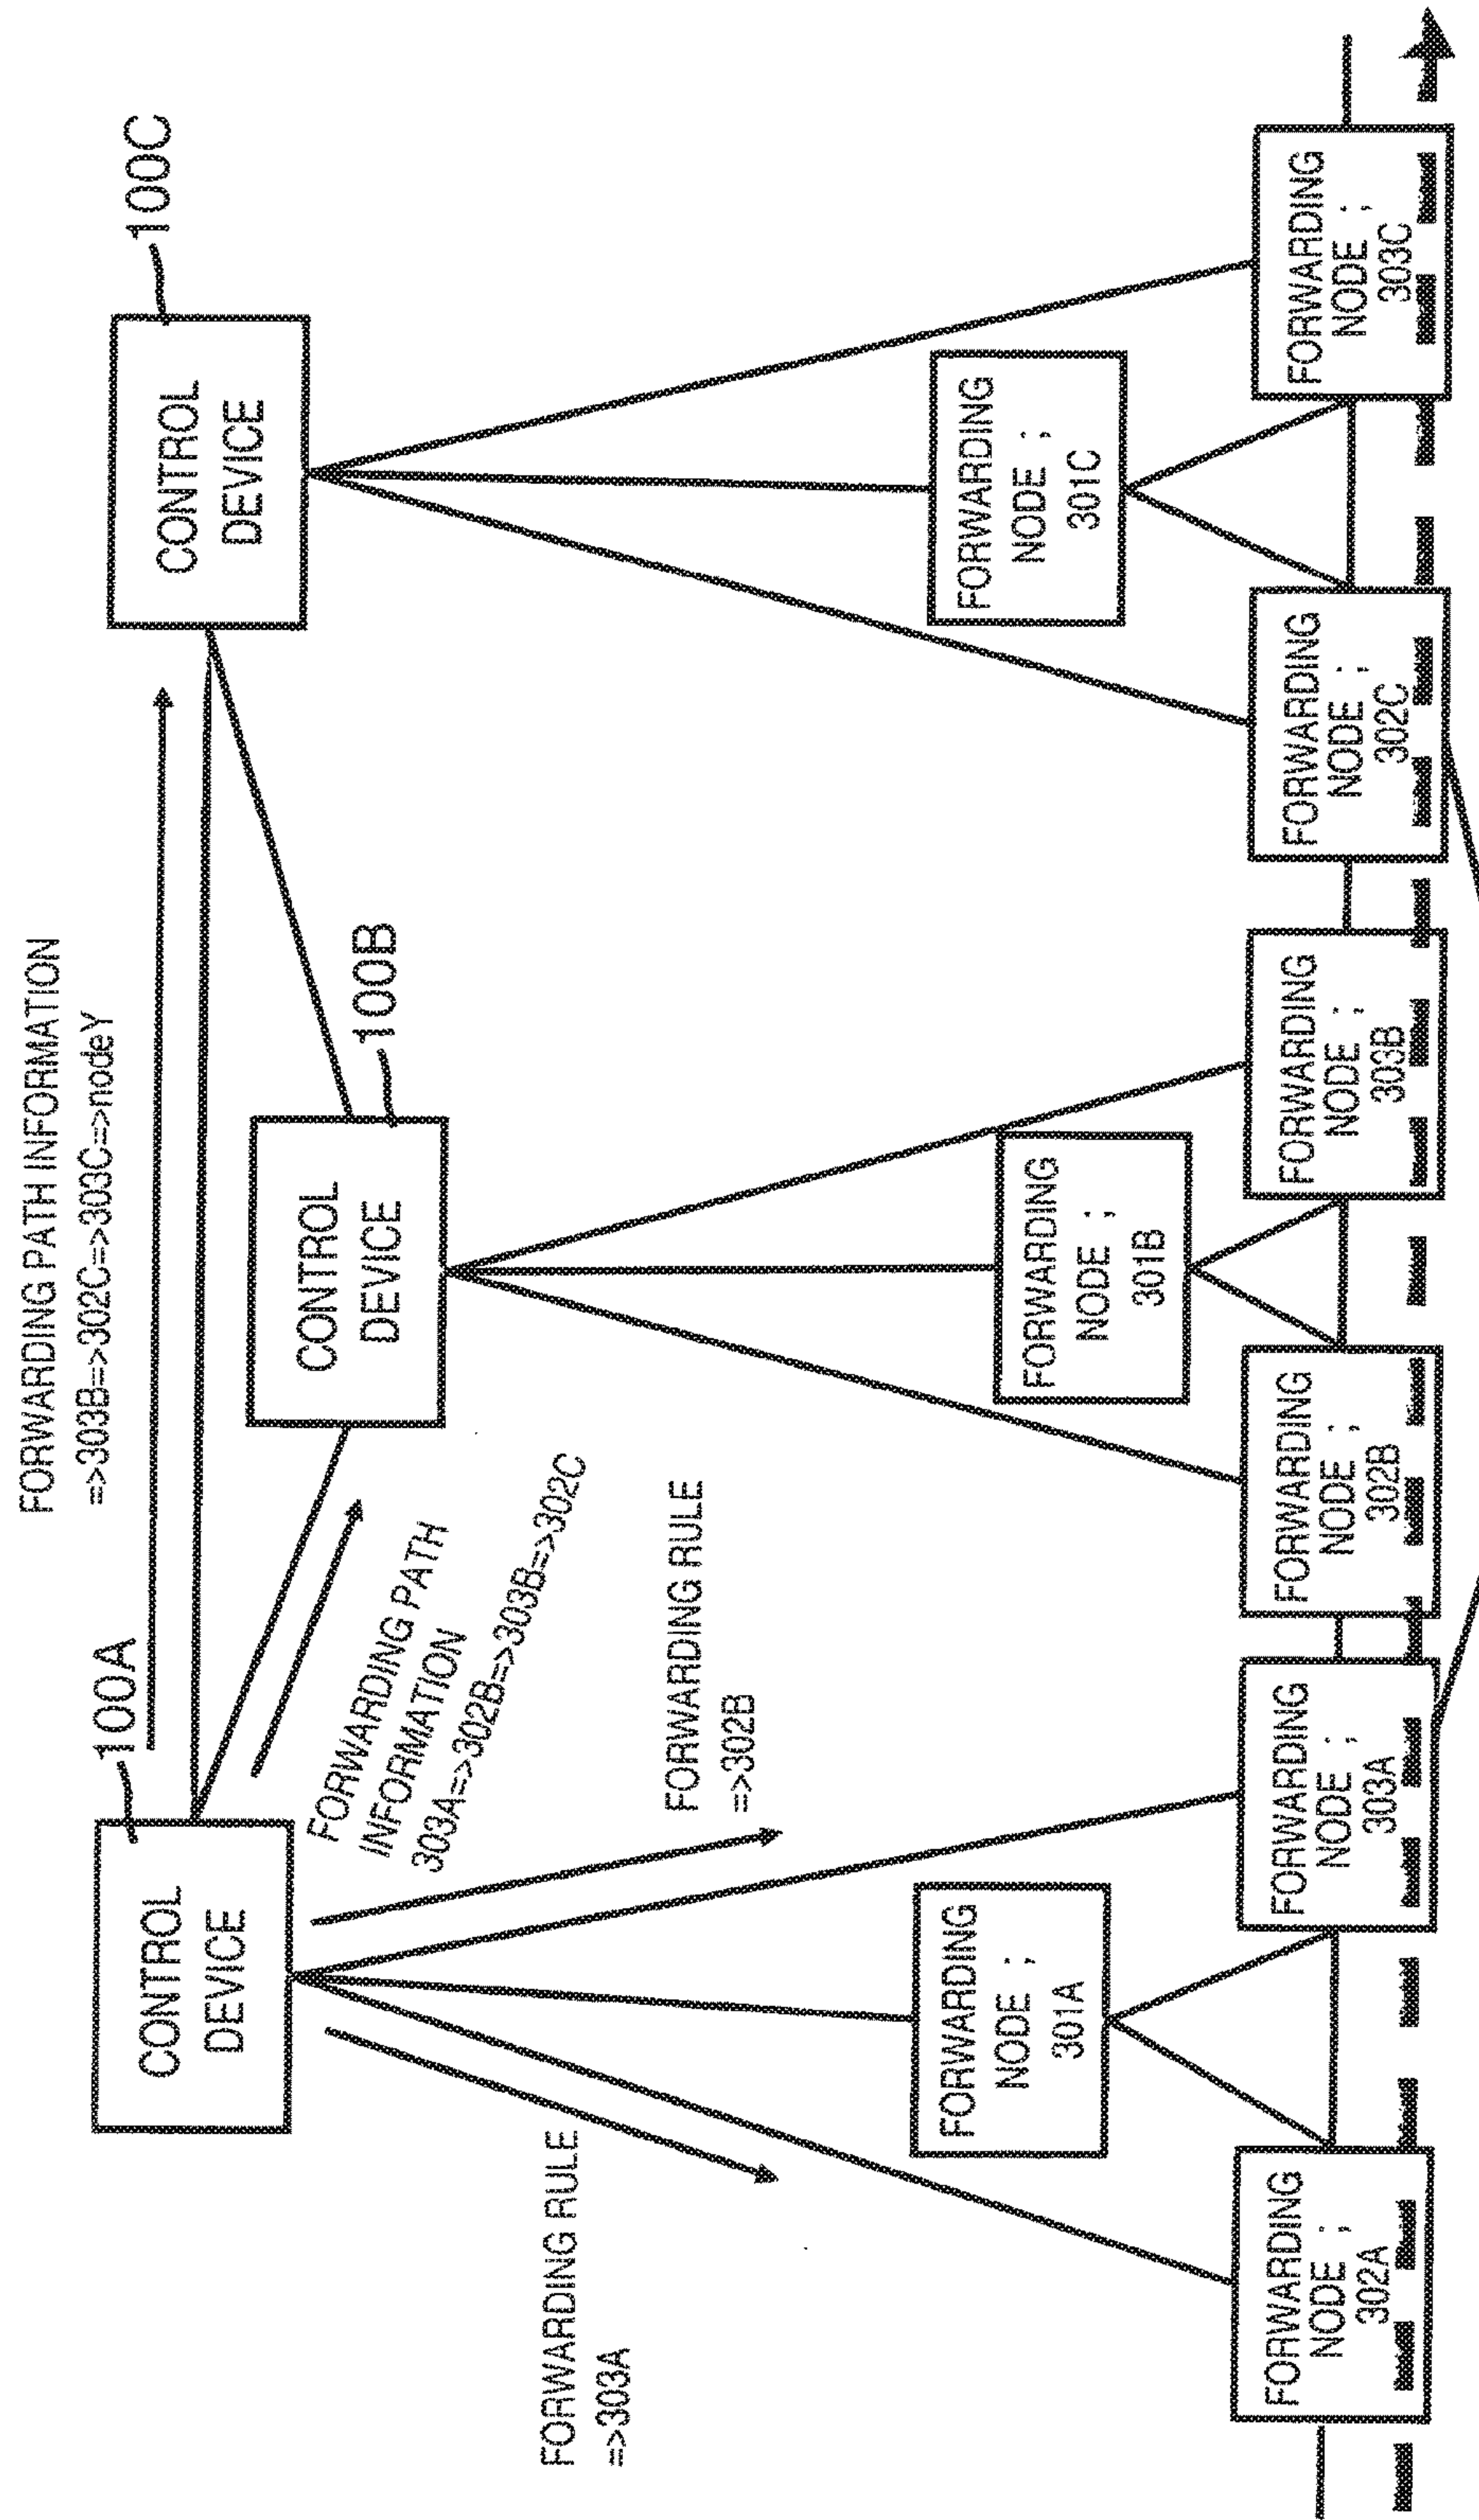 FORWARDING PATH INFORMATION
=>303B=>302C=>303C=>nodeY
100A
100C
CONTROL
DEVICE
CONTROL
DEVICE
100B
CONTROL
DEVICE
FORWARDING PATH
INFORMATION
303A=>302B=>303B=>302C
FORWARDING RULE
=>303A
FORWARDING RULE
=>302B
FORWARDING
NODE ;
301A
FORWARDING
NODE ;
301B
FORWARDING
NODE ;
301C
FORWARDING
NODE ;
302A
FORWARDING
NODE ;
303A
FORWARDING
NODE ;
302B
FORWARDING
NODE ;
303B
FORWARDING
NODE ;
302C
FORWARDING
NODE ;
303C